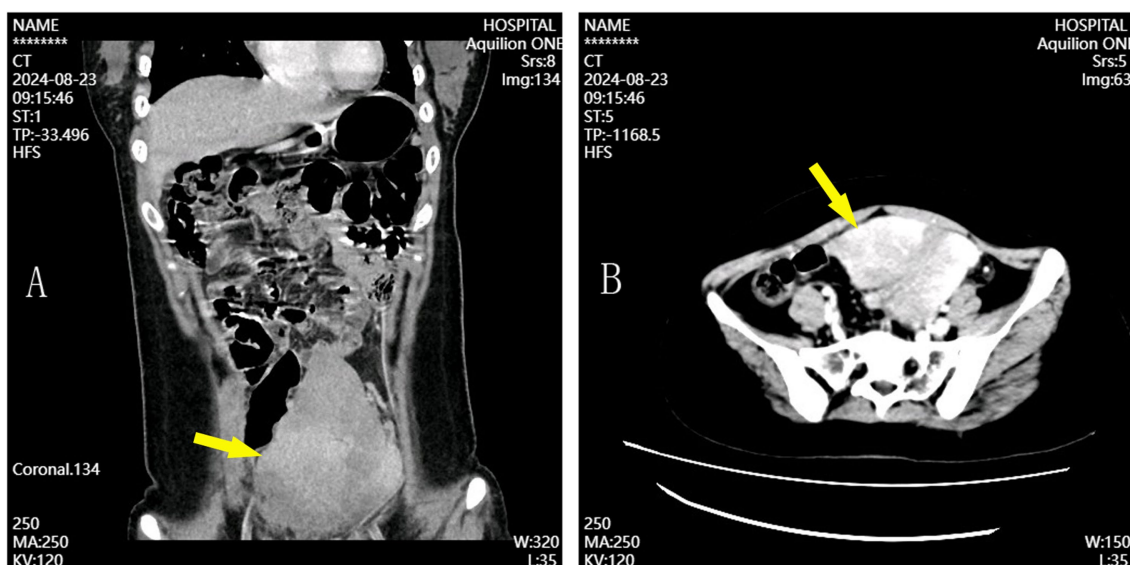 NAME
********
CT
2024-08-23
09:15:46
ST:1
TP:-33.496
HFS
HOSPITAL
Aquilion ONE
Srs:8
Img:134
A
Coronal.134
250
MA:250
KV:120
W:320
L:35
NAME
********
CT
2024-08-23
09:15:46
ST:5
TP:-1168.5
HFS
HOSPITAL
Aquilion ONE
Srs:5
Img:63
B
250
MA:250
KV:120
W:150
L:35